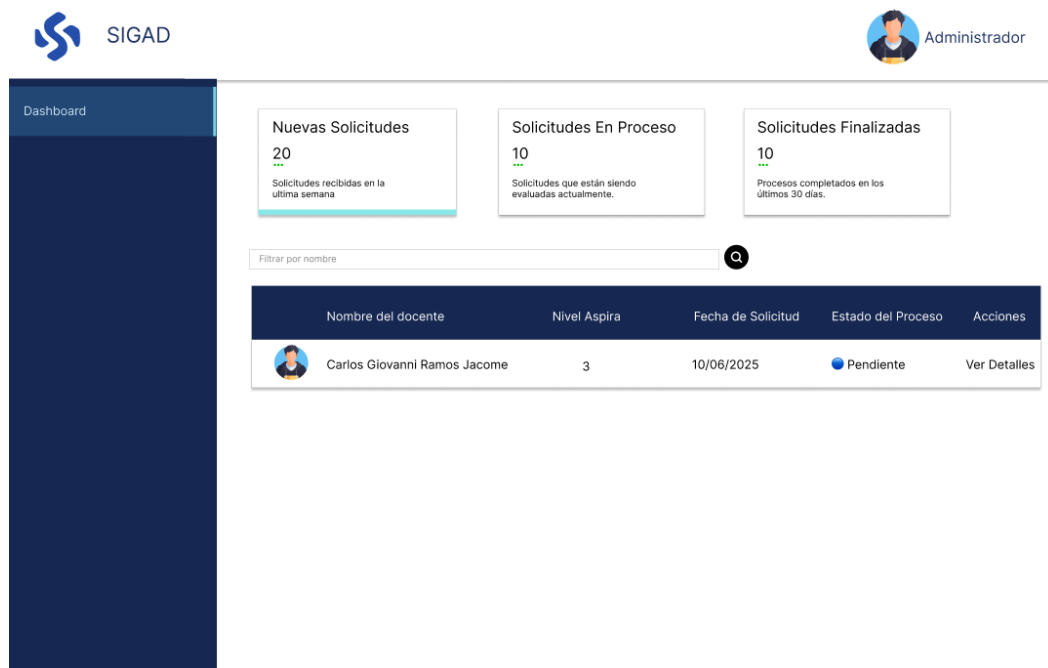 SIGAD
Administrador
Dashboard
Nuevas Solicitudes
20
Solicitudes recibidas en la
ultima semana
Solicitudes En Proceso
10
Solicitudes que están siendo
evaluadas actualmente.
Solicitudes Finalizadas
10
Procesos completados en los
últimos 30 días.
Filtrar por nombre
Nombre del docente Nivel Aspira Fecha de Solicitud Estado del Proceso Acciones
Carlos Giovanni Ramos Jacome 3 10/06/2025 Pendiente Ver Detalles